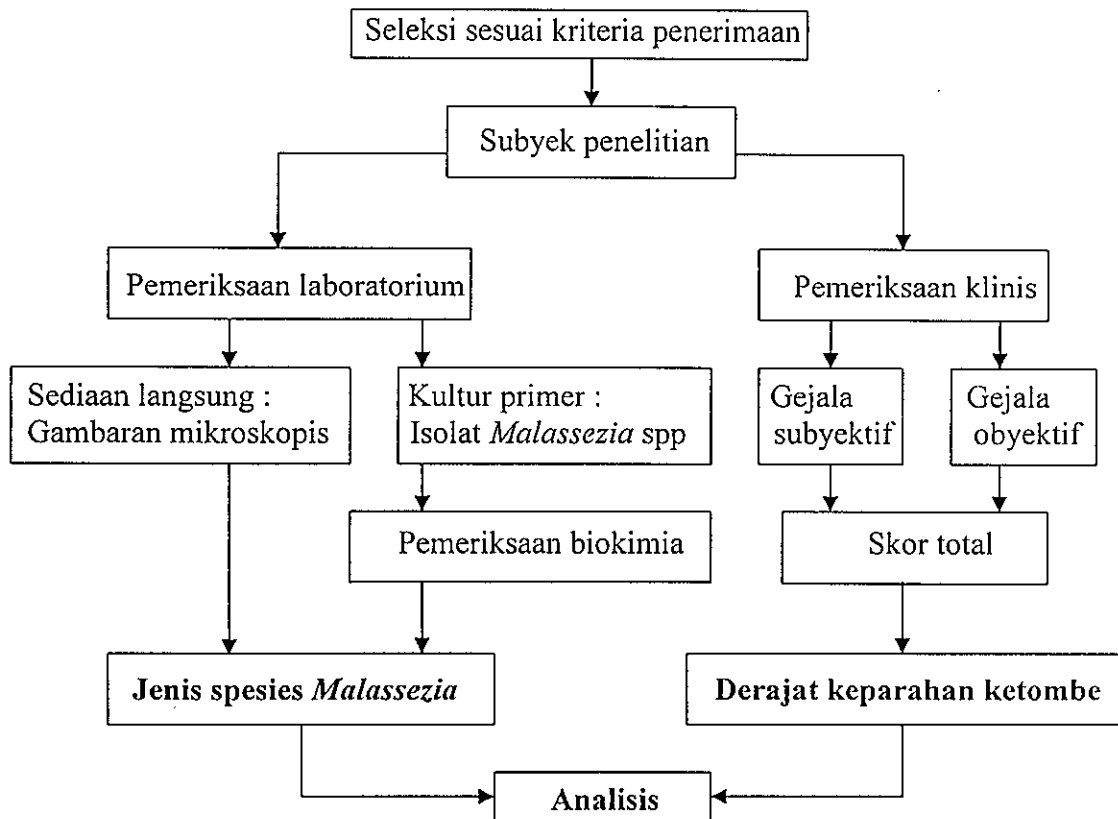 Seleksi sesuai kriteria penerimaan
Subyek penelitian
Pemeriksaan laboratorium
Pemeriksaan klinis
Sediaan langsung :
Gambaran mikroskopis
Kultur primer :
Isolat Malassezia spp
Gejala
subyektif
Gejala
obyektif
Pemeriksaan biokimia
Skor total
Jenis spesies Malassezia
Derajat keparahan ketombe
Analisis